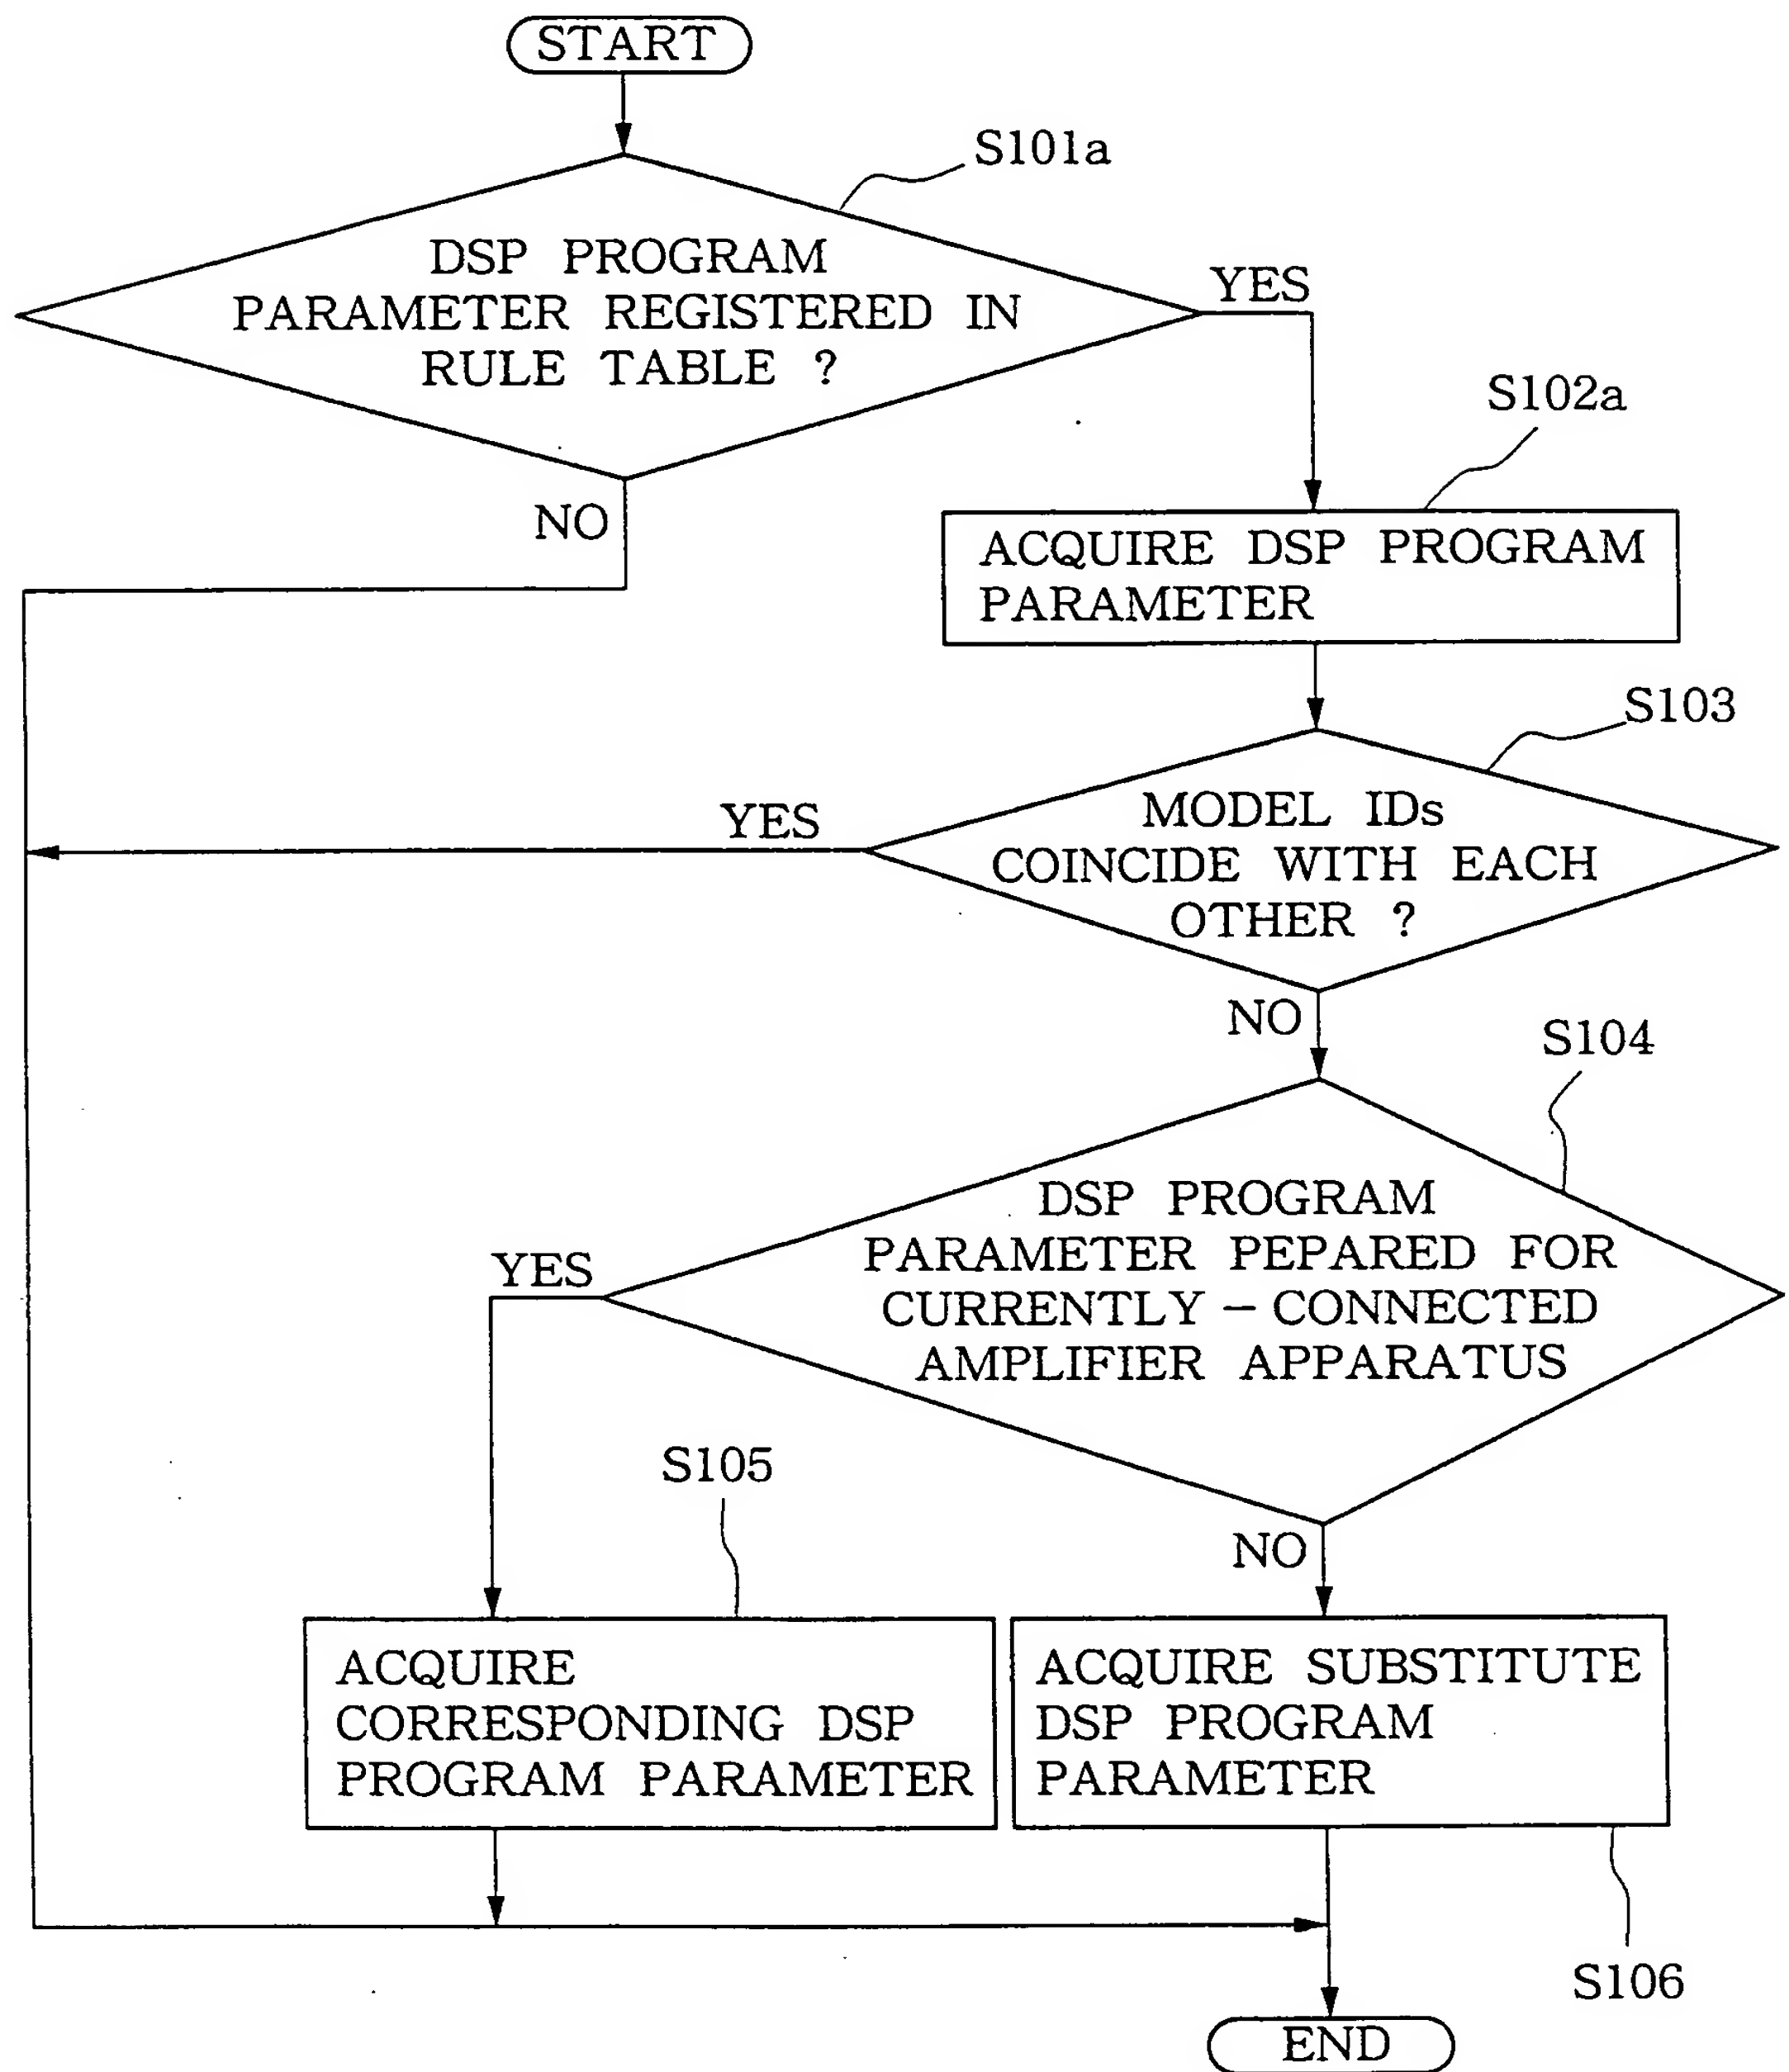 START
S101a
DSP PROGRAM
PARAMETER REGISTERED IN
RULE TABLE ?
YES
NO
S102a
ACQUIRE DSP PROGRAM
PARAMETER
S103
MODEL IDs
COINCIDE WITH EACH
OTHER ?
YES
NO
S104
DSP PROGRAM
PARAMETER PEPARED FOR
CURRENTLY – CONNECTED
AMPLIFIER APPARATUS
YES
NO
S105
ACQUIRE
CORRESPONDING DSP
PROGRAM PARAMETER
ACQUIRE SUBSTITUTE
DSP PROGRAM
PARAMETER
S106
END